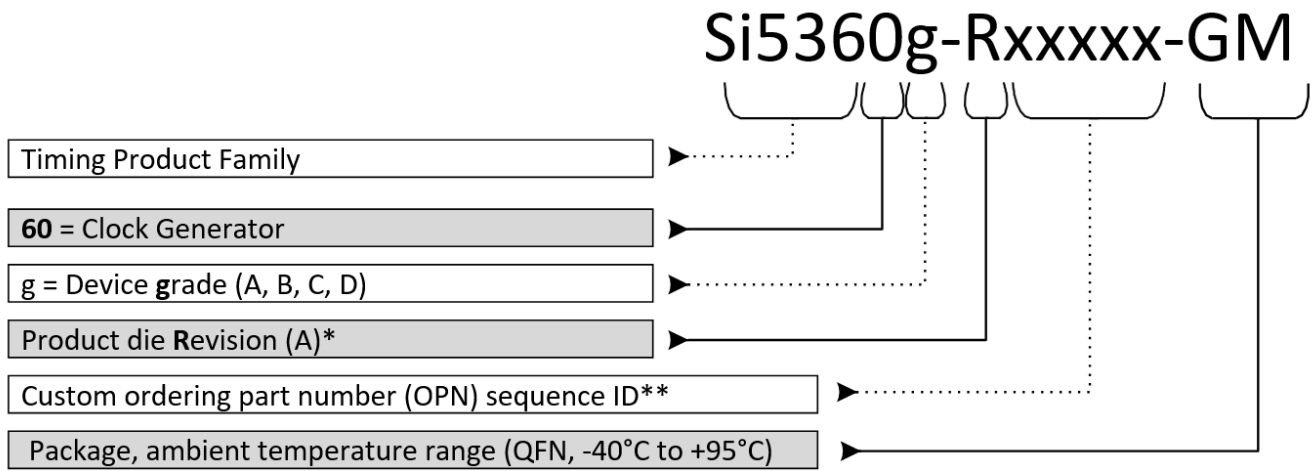 Si5360g-Rxxxxx-GM
Timing Product Family
60 = Clock Generator
g = Device grade (A, B, C, D)
Product die Revision (A)*
Custom ordering part number (OPN) sequence ID**
Package, ambient temperature range (QFN, -40°C to +95°C)